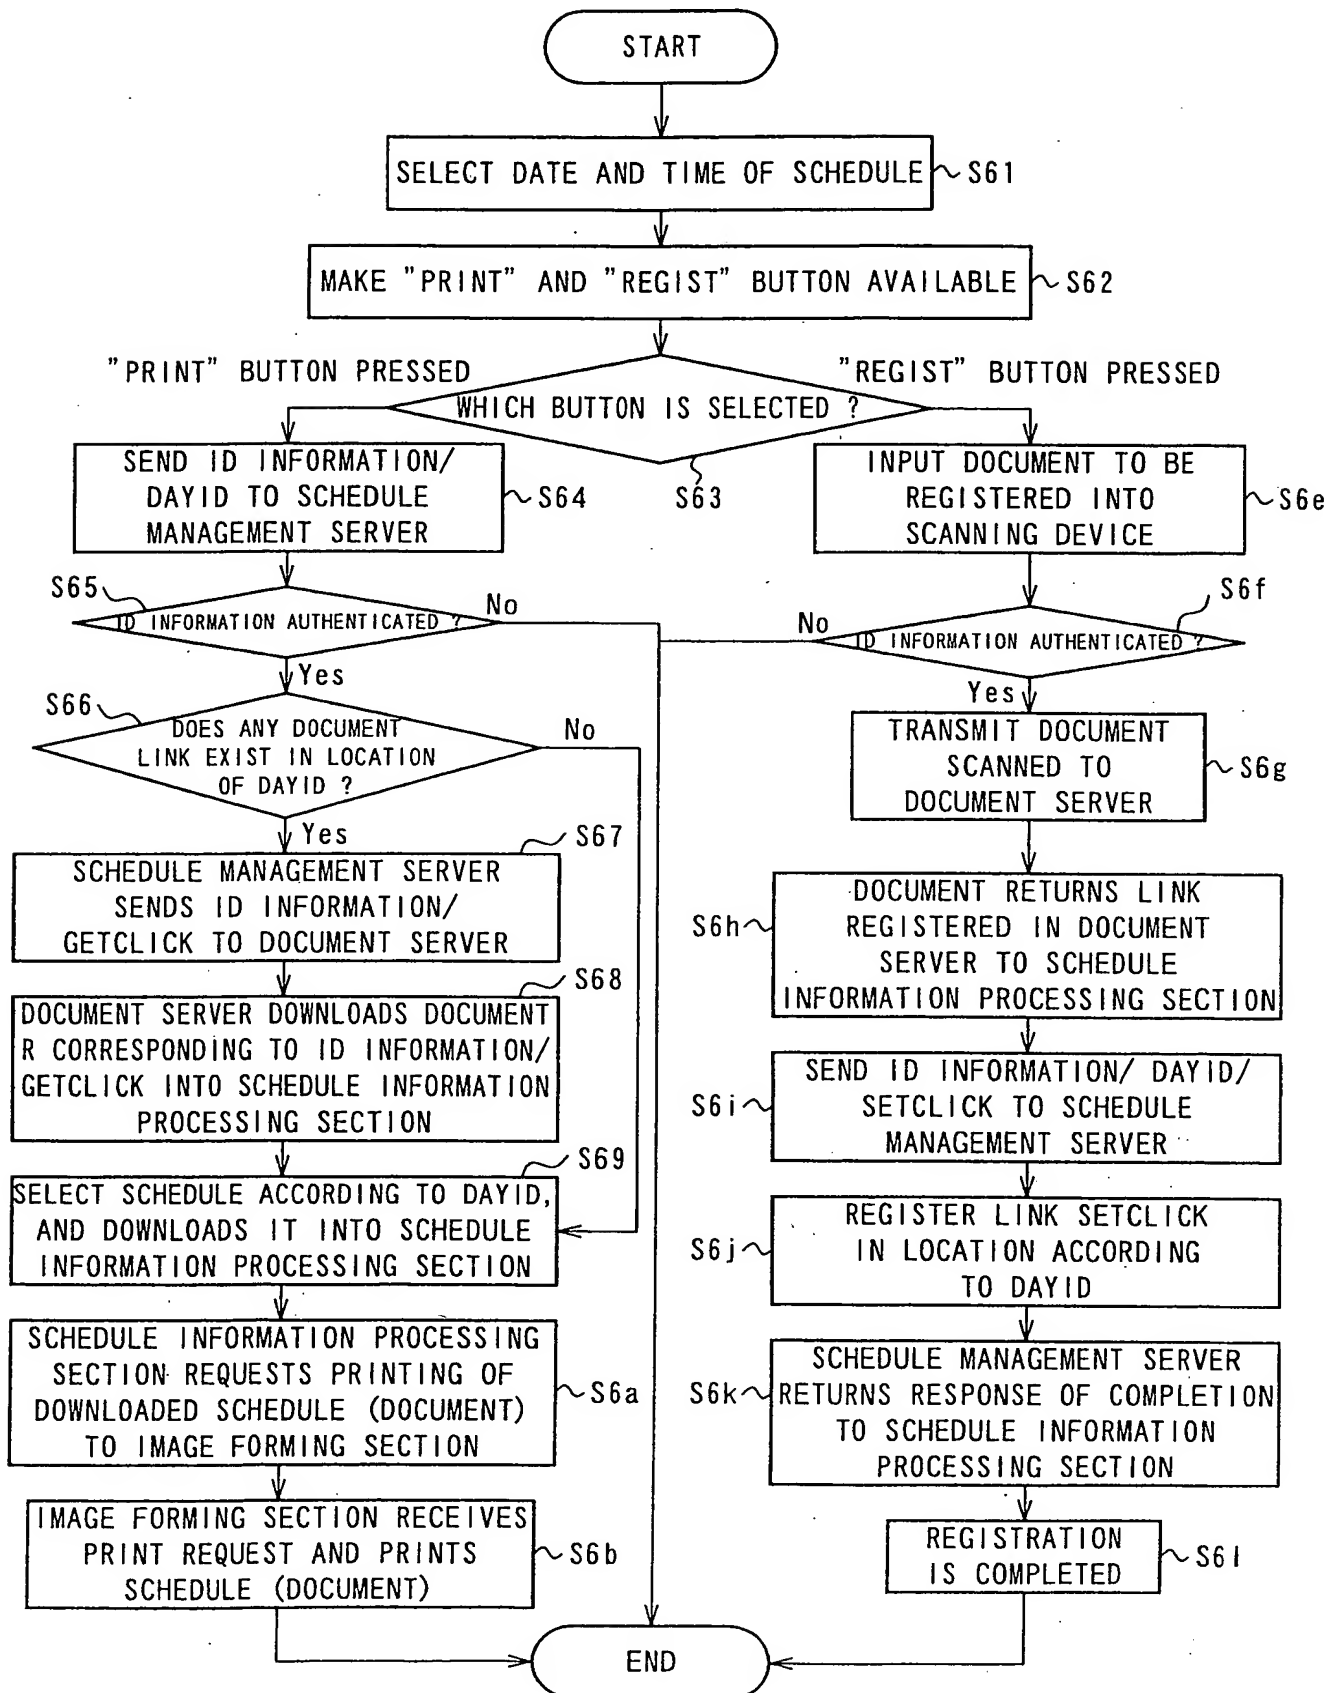 START
SELECT DATE AND TIME OF SCHEDULE
S61
MAKE "PRINT" AND "REGIST" BUTTON AVAILABLE
S62
"PRINT" BUTTON PRESSED
"REGIST" BUTTON PRESSED
WHICH BUTTON IS SELECTED ?
S63
SEND ID INFORMATION/
DAYID TO SCHEDULE
MANAGEMENT SERVER
S64
S65
ID INFORMATION AUTHENTICATED ?
No
Yes
S66
DOES ANY DOCUMENT
LINK EXIST IN LOCATION
OF DAYID ?
No
Yes
S67
SCHEDULE MANAGEMENT SERVER
SENDS ID INFORMATION/
GETCLICK TO DOCUMENT SERVER
S68
DOCUMENT SERVER DOWNLOADS DOCUMENT
R CORRESPONDING TO ID INFORMATION/
GETCLICK INTO SCHEDULE INFORMATION
PROCESSING SECTION
S69
SELECT SCHEDULE ACCORDING TO DAYID,
AND DOWNLOADS IT INTO SCHEDULE
INFORMATION PROCESSING SECTION
SCHEDULE INFORMATION PROCESSING
SECTION REQUESTS PRINTING OF
DOWNLOADED SCHEDULE (DOCUMENT)
TO IMAGE FORMING SECTION
S6a
IMAGE FORMING SECTION RECEIVES
PRINT REQUEST AND PRINTS
SCHEDULE (DOCUMENT)
S6b
INPUT DOCUMENT TO BE
REGISTERED INTO
SCANNING DEVICE
S6e
S6f
No
ID INFORMATION AUTHENTICATED ?
Yes
TRANSMIT DOCUMENT
SCANNED TO
DOCUMENT SERVER
S6g
DOCUMENT RETURNS LINK
REGISTERED IN DOCUMENT
SERVER TO SCHEDULE
INFORMATION PROCESSING SECTION
S6h
SEND ID INFORMATION/ DAYID/
SETCLICK TO SCHEDULE
MANAGEMENT SERVER
S6i
REGISTER LINK SETCLICK
IN LOCATION ACCORDING
TO DAYID
S6j
SCHEDULE MANAGEMENT SERVER
RETURNS RESPONSE OF COMPLETION
TO SCHEDULE INFORMATION
PROCESSING SECTION
S6k
REGISTRATION
IS COMPLETED
S6l
END